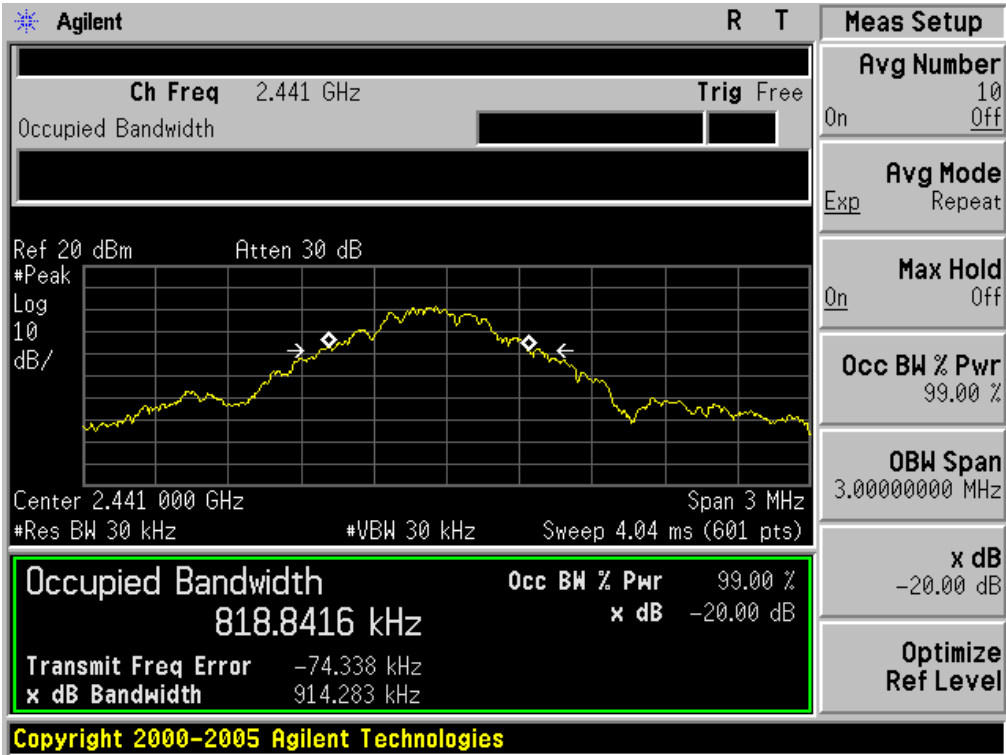 Agilent R T
Ch Freq 2.441 GHz Trig Free
Occupied Bandwidth
Ref 20 dBm Atten 30 dB
#Peak
Log
10
dB/
Center 2.441 000 GHz Span 3 MHz
#Res BW 30 kHz #VBW 30 kHz Sweep 4.04 ms (601 pts)
Occupied Bandwidth Occ BW % Pwr 99.00 %
818.8416 kHz x dB -20.00 dB
Transmit Freq Error -74.338 kHz
x dB Bandwidth 914.283 kHz
Copyright 2000-2005 Agilent Technologies
Meas Setup
Avg Number
10
On Off
Avg Mode
Exp Repeat
Max Hold
On Off
Occ BW % Pwr
99.00 %
OBW Span
3.00000000 MHz
x dB
-20.00 dB
Optimize
Ref Level